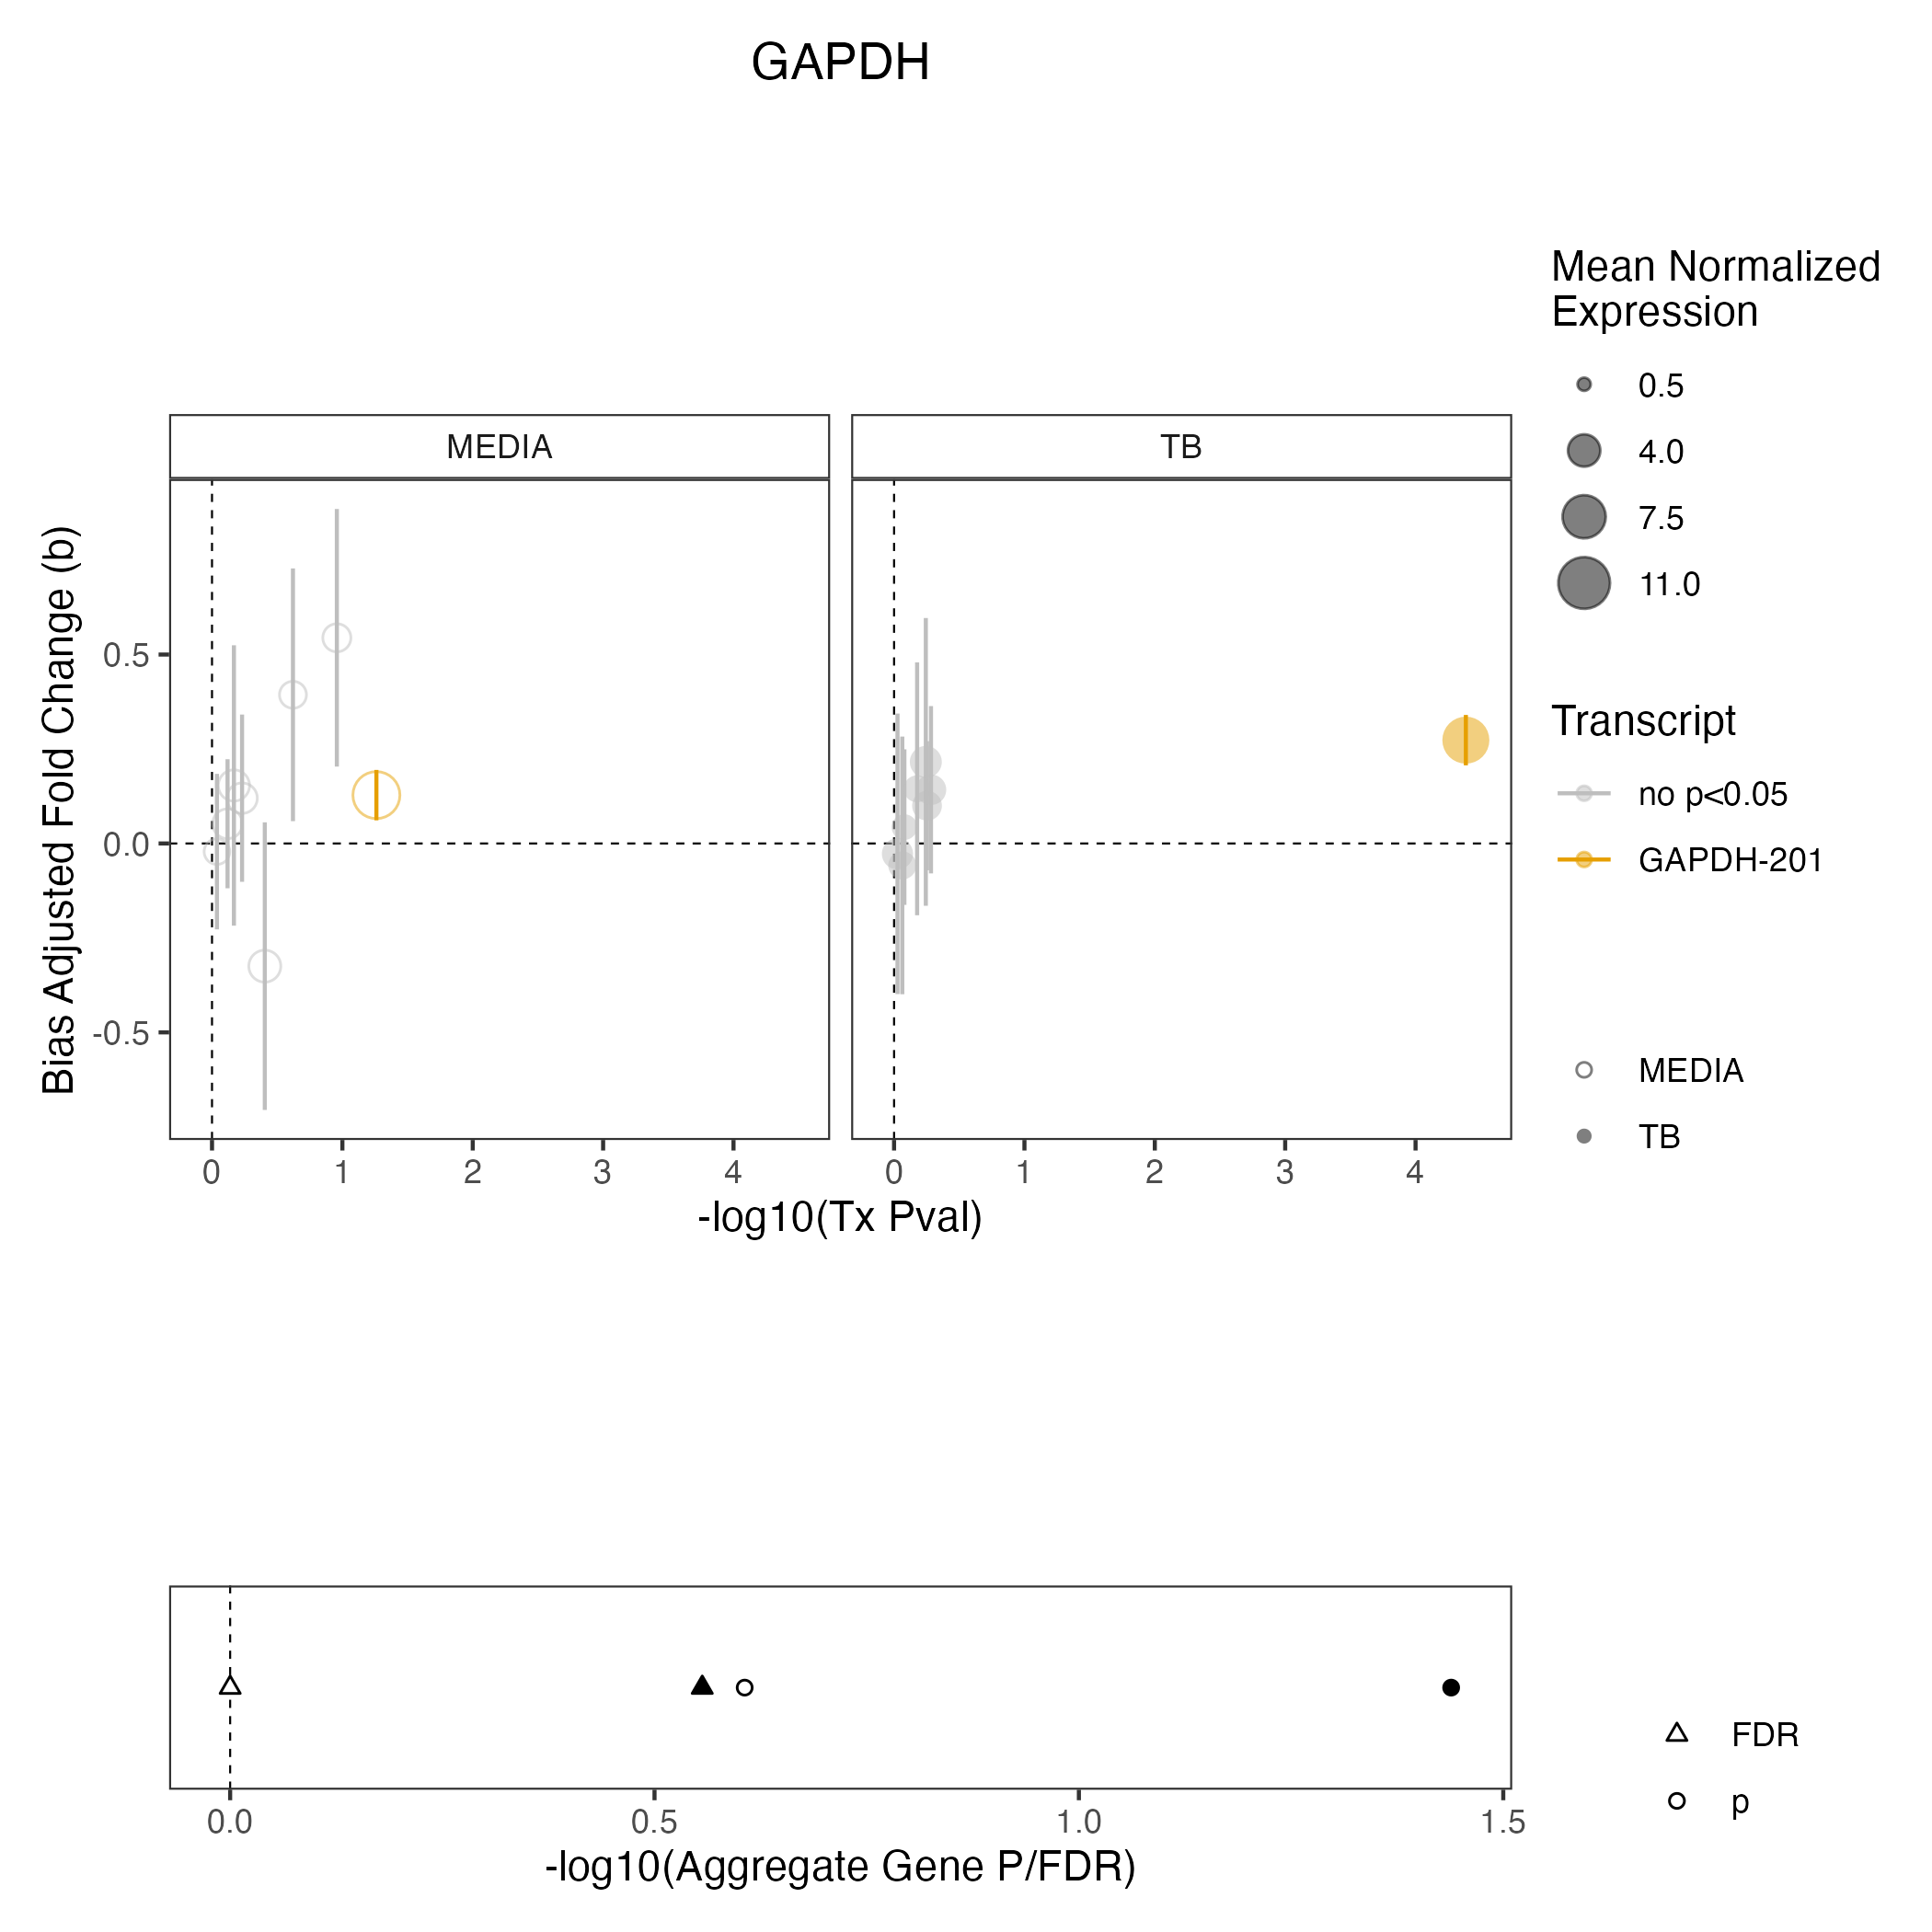 GAPDH
MEDIA
TB
Bias Adjusted Fold Change (b)
0.5
0.0
-0.5
0 1 2 3 4
0 1 2 3 4
-log10(Tx Pval)
Mean Normalized
Expression
0.5
4.0
7.5
11.0
Transcript
no p<0.05
GAPDH-201
MEDIA
TB
0.0 0.5 1.0 1.5
-log10(Aggregate Gene P/FDR)
FDR
p